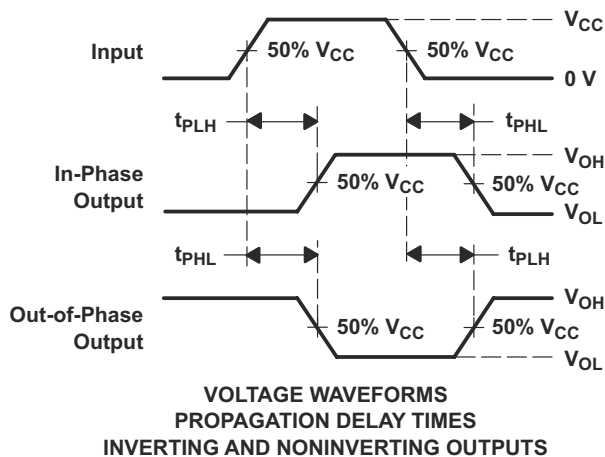 Input
50% VCC
50% VCC
VCC
0 V
tPLH
tPHL
In-Phase
Output
50% VCC
50% VCC
VOH
VOL
tPHL
tPLH
Out-of-Phase
Output
50% VCC
50% VCC
VOH
VOL
VOLTAGE WAVEFORMS
PROPAGATION DELAY TIMES
INVERTING AND NONINVERTING OUTPUTS